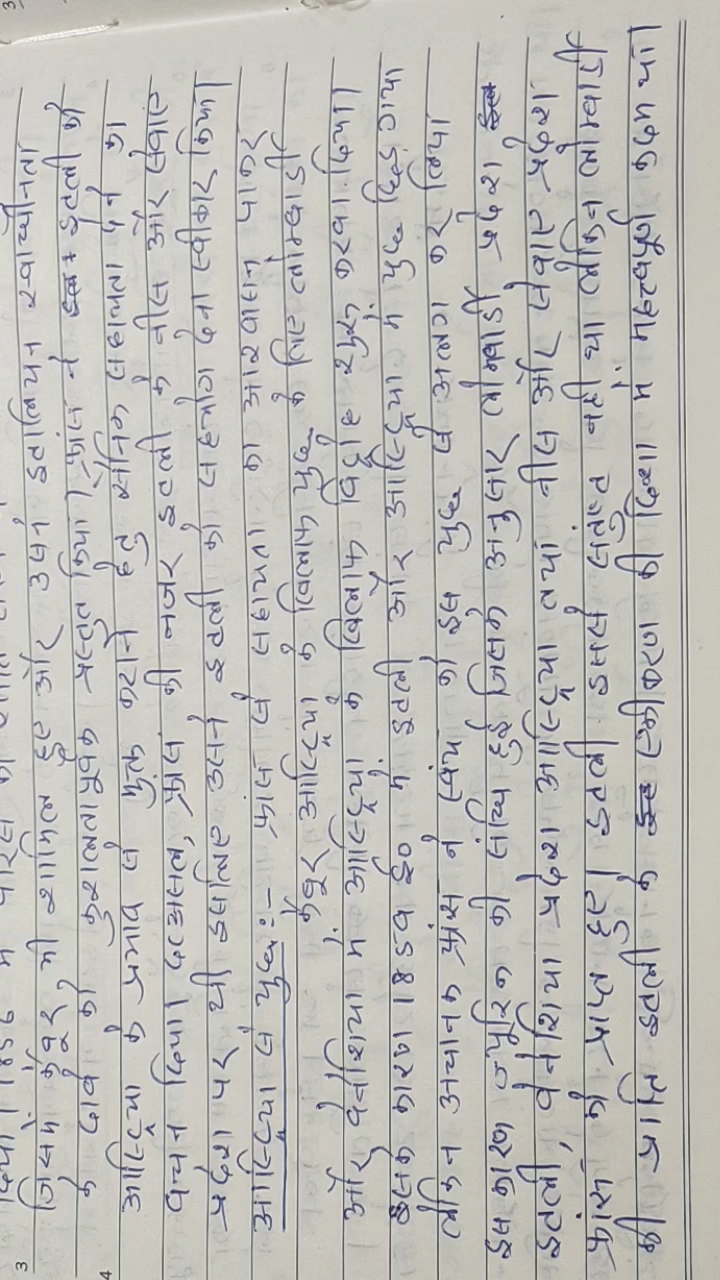 दिया। 1856 में पेरिस
जिसमें कैवूर भी शामिल हुए और उसने इटालियन स्वाधीनता
के दावे को कुशलतापूर्वक प्रस्तुत किया। फ्रांस ने इटली को
आस्ट्रिया के प्रभाव से मुक्त कराने हेतु सैनिक सहायता देने का
वचन दिया। दरअसल, फ्रांस की नजर इटली के नीस और सेवाए
प्रदेश पर थी इसलिए उसने इटली को सहयोग देना स्वीकार किया।
आस्ट्रिया से युद्ध :- फ्रांस से सहायता का आश्वासन पाकर
कैवूर आस्ट्रिया के खिलाफ युद्ध के लिए लोम्बार्डी
और वेनेशिया में आस्ट्रिया के खिलाफ विद्रोह शुरू करवा दिया।
इसके कारण 1859 ई० में इटली और आस्ट्रिया में युद्ध छिड़ गया
लेकिन अचानक फ्रांस ने स्वंय को इस युद्ध से अलग कर लिया
इस कारण ज्यूरिख की संधि हुई जिसके अनुसार लोम्बार्डी प्रदेश
इटली, वेनेशिया प्रदेश आस्ट्रिया तथा नीस और सेवाए प्रदेश
फ्रांस को प्राप्त हुए। इटली इससे संतुष्ट नही था लेकिन लोम्बार्डी
की प्राप्ति इटली के एकीकरण की दिशा में महत्त्वपूर्ण कदम था।